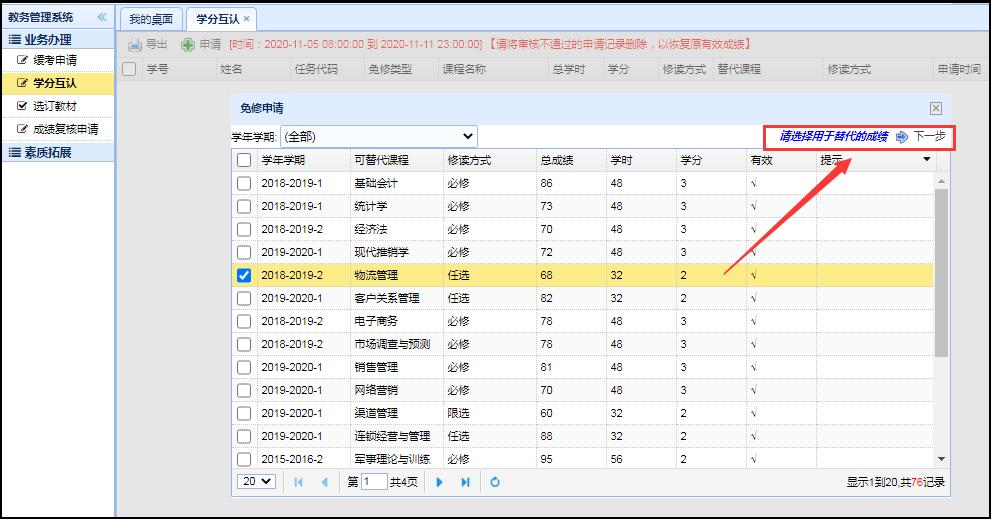 教务管理系统 «
我的桌面 学分互认 ×
业务办理
缓考申请
学分互认
选订教材
成绩复核申请
素质拓展
导出 申请 [时间：2020-11-05 08:00:00 到 2020-11-11 23:00:00] 【请将审核不通过的申请记录删除，以恢复原有效成绩】
学号 姓名 任务代码 免修类型 课程名称 总学时 学分 修读方式 替代课程 修读方式 申请时间
免修申请
学年学期: (全部) 请选择用于替代的成绩 下一步
学年学期 可替代课程 修读方式 总成绩 学时 学分 有效 提示
2018-2019-1 基础会计 必修 86 48 3 √
2018-2019-1 统计学 必修 73 48 3 √
2018-2019-2 经济法 必修 70 48 3 √
2019-2020-1 现代推销学 必修 72 48 3 √
2018-2019-2 物流管理 任选 68 32 2 √
2019-2020-1 客户关系管理 任选 82 32 2 √
2018-2019-2 电子商务 必修 78 48 3 √
2018-2019-2 市场调查与预测 必修 78 48 3 √
2019-2020-1 销售管理 必修 81 48 3 √
2019-2020-1 网络营销 必修 70 48 3 √
2019-2020-1 渠道管理 限选 60 32 2 √
2019-2020-1 连锁经营与管理 任选 88 32 2 √
2015-2016-2 军事理论与训练 必修 95 56 2 √
20 第 1 共4页 显示1到20,共76记录